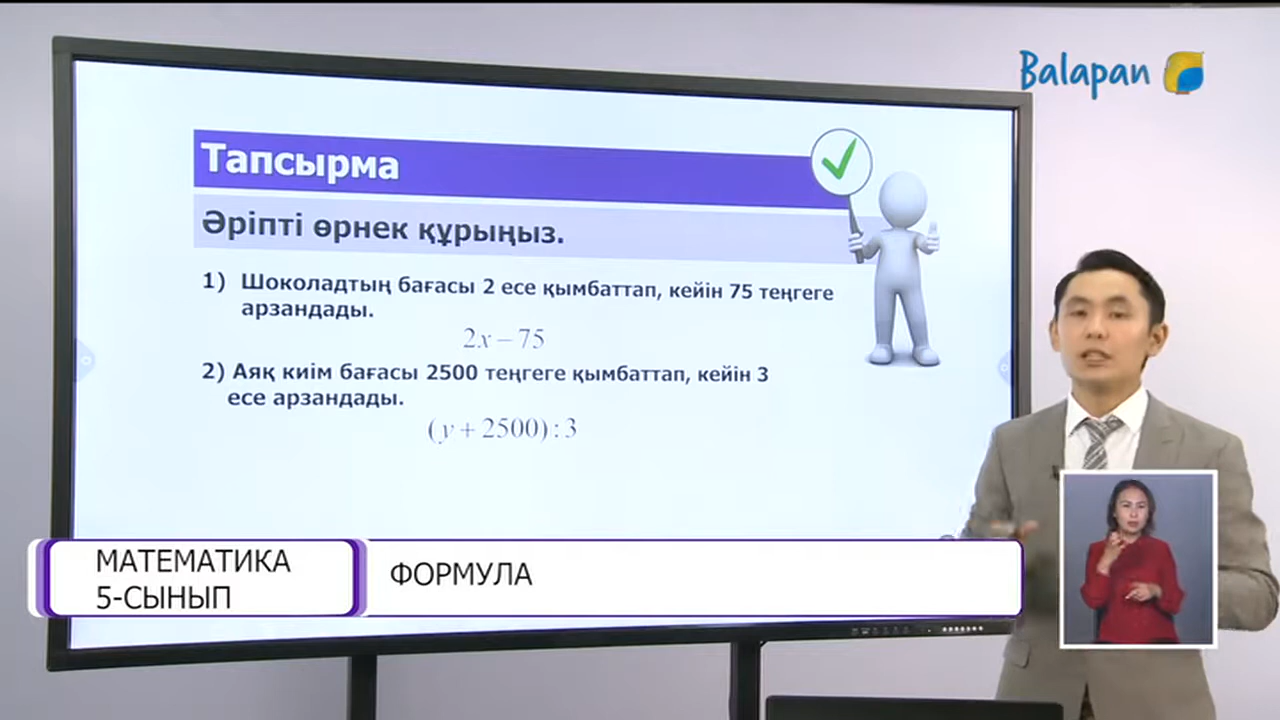 Balapan
Тапсырма
Әріпті өрнек құрыңыз.
1) Шоколадтың бағасы 2 есе қымбаттап, кейін 75 теңгеге
арзандады.
2x – 75
2) Аяқ киім бағасы 2500 теңгеге қымбаттап, кейін 3
есе арзандады.
(y + 2500) : 3
МАТЕМАТИКА
5-СЫНЫП
ФОРМУЛА